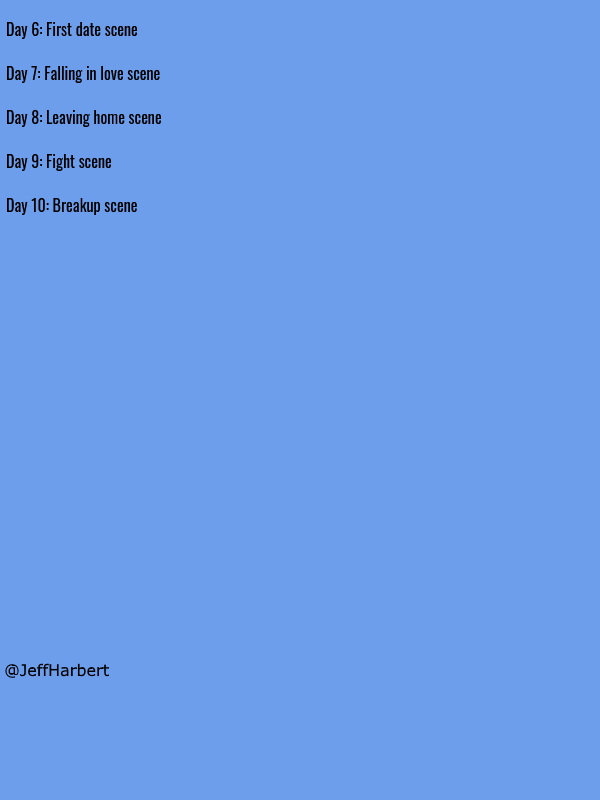 Day 6: First date scene
Day 7: Falling in love scene
Day 8: Leaving home scene
Day 9: Fight scene
Day 10: Breakup scene
@JeffHarbert